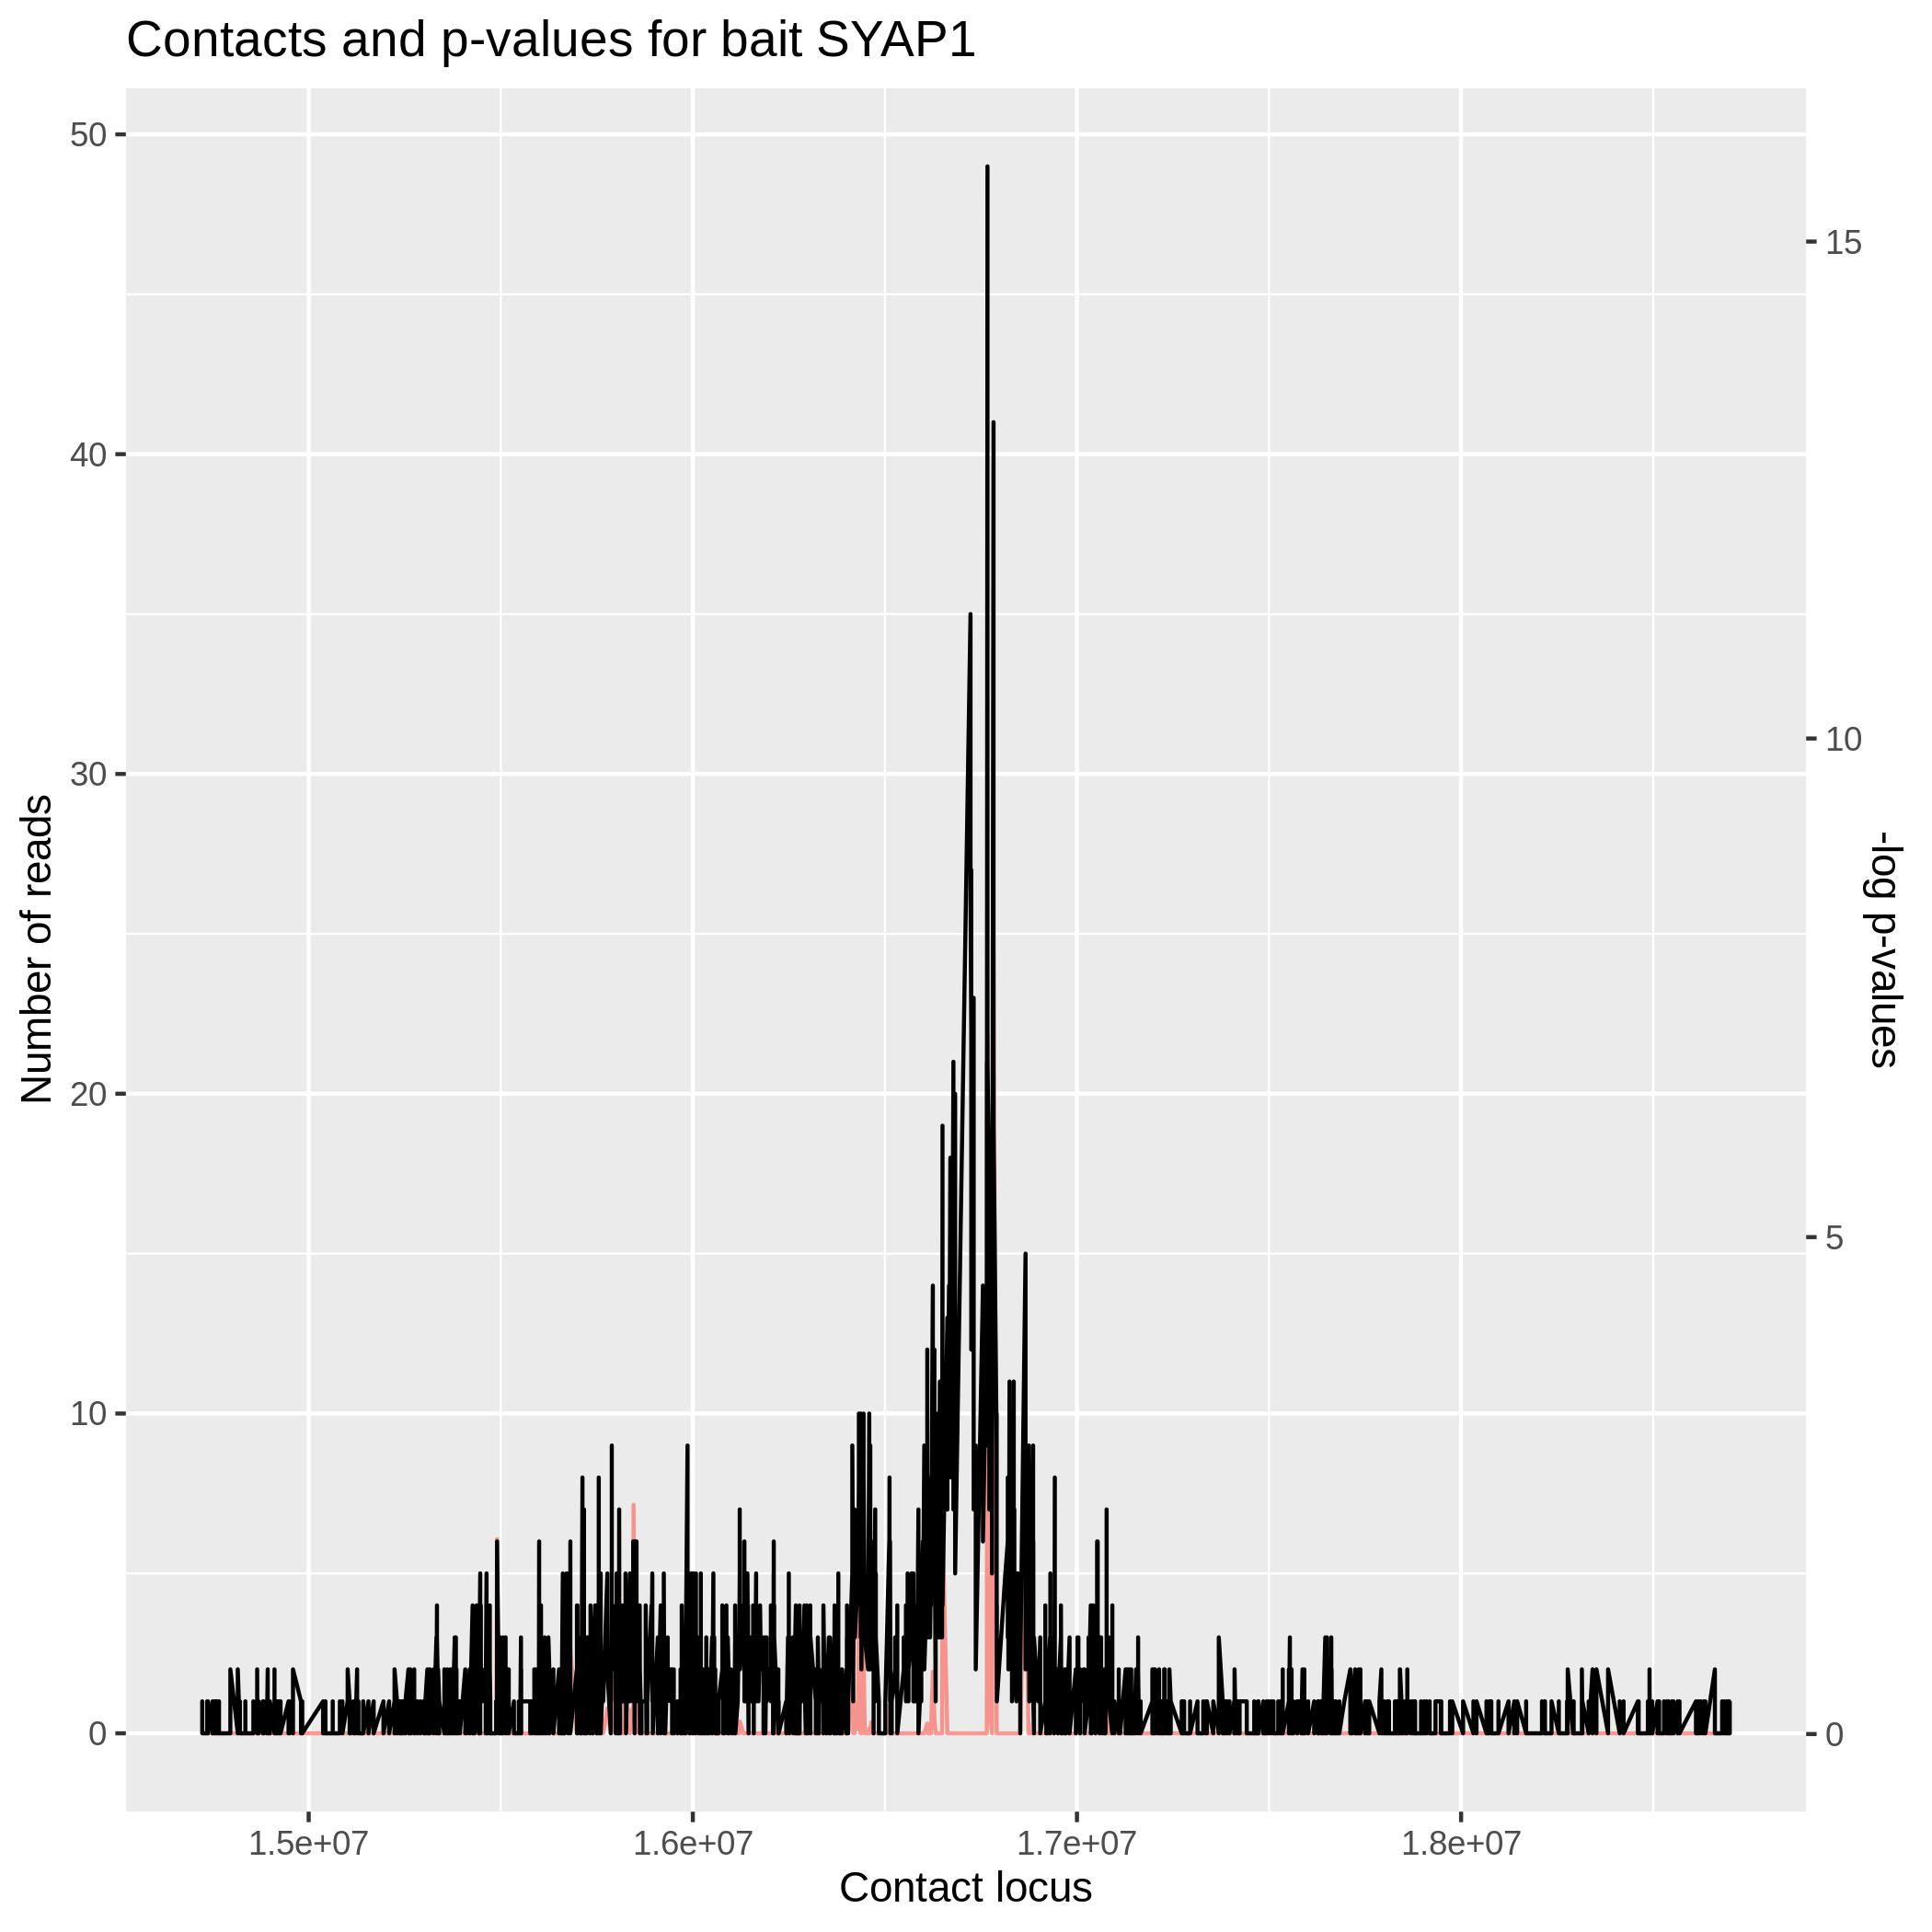 Contacts and p-values for bait SYAP1
50
40
30
20
10
0
Number of reads
15
10
5
0
-log p-values
1.5e+07
1.6e+07
1.7e+07
1.8e+07
Contact locus